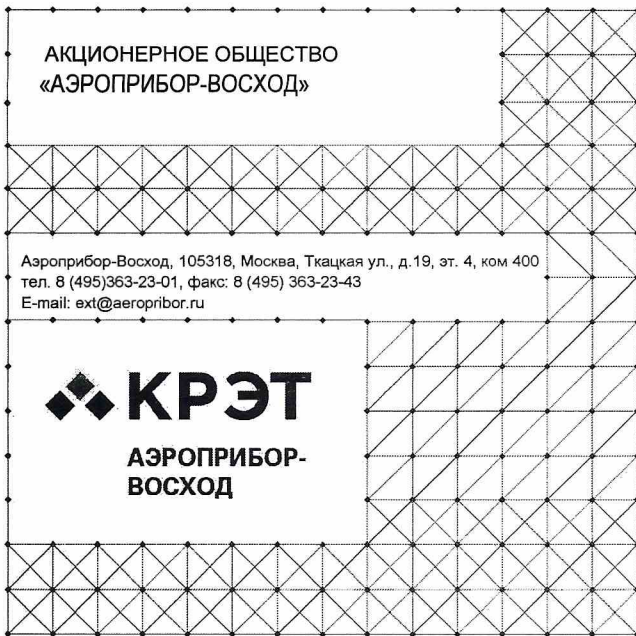 АКЦИОНЕРНОЕ ОБЩЕСТВО
«АЭРОПРИБОР-ВОСХОД»
Аэроприбор-Восход, 105318, Москва, Ткацкая ул., д.19, эт. 4, ком 400
тел. 8 (495)363-23-01, факс: 8 (495) 363-23-43
E-mail: ext@aeropribor.ru
КРЭТ
АЭРОПРИБОР-
ВОСХОД